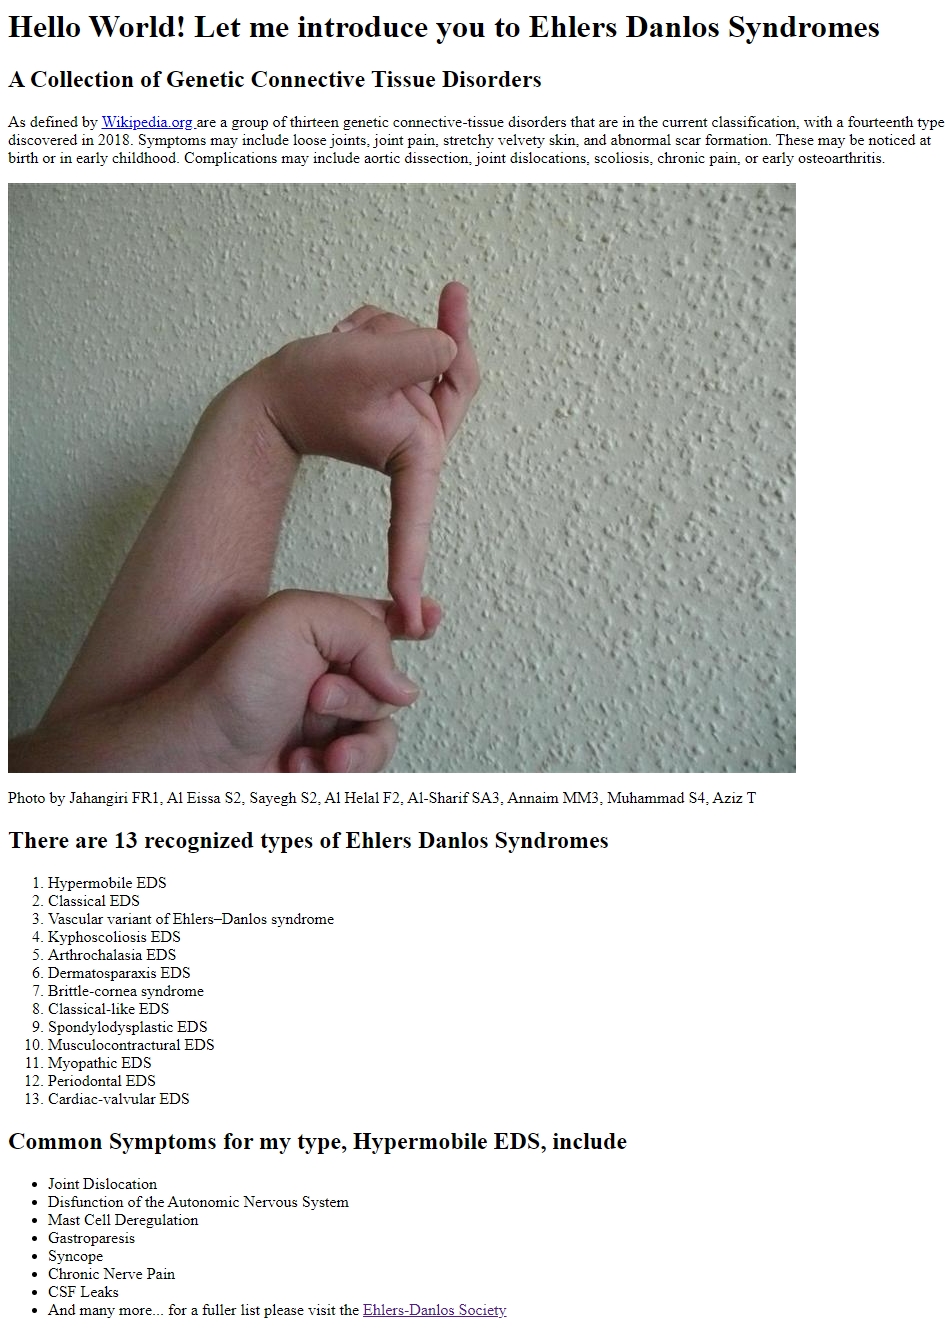 Hello World! Let me introduce you to Ehlers Danlos Syndromes
A Collection of Genetic Connective Tissue Disorders
As defined by Wikipedia.org are a group of thirteen genetic connective-tissue disorders that are in the current classification, with a fourteenth type
discovered in 2018. Symptoms may include loose joints, joint pain, stretchy velvety skin, and abnormal scar formation. These may be noticed at
birth or in early childhood. Complications may include aortic dissection, joint dislocations, scoliosis, chronic pain, or early osteoarthritis.
Photo by Jahangiri FR1, Al Eissa S2, Sayegh S2, Al Helal F2, Al-Sharif SA3, Annaim MM3, Muhammad S4, Aziz T
There are 13 recognized types of Ehlers Danlos Syndromes
1. Hypermobile EDS
2. Classical EDS
3. Vascular variant of Ehlers–Danlos syndrome
4. Kyphoscoliosis EDS
5. Arthrochalasia EDS
6. Dermatosparaxis EDS
7. Brittle-cornea syndrome
8. Classical-like EDS
9. Spondylodysplastic EDS
10. Musculocontractural EDS
11. Myopathic EDS
12. Periodontal EDS
13. Cardiac-valvular EDS
Common Symptoms for my type, Hypermobile EDS, include
• Joint Dislocation
• Disfunction of the Autonomic Nervous System
• Mast Cell Deregulation
• Gastroparesis
• Syncope
• Chronic Nerve Pain
• CSF Leaks
• And many more... for a fuller list please visit the Ehlers-Danlos Society